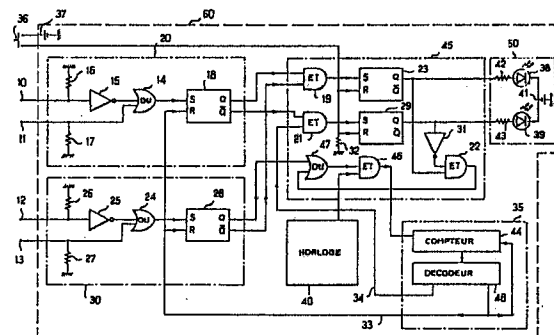 60
36 37
20 45 50
16 14 18 23 42 38
10 15 OU S Q ET S Q
R Q̄ 19 R Q̄ 41
11 17 29 43
ET S Q 39
21 R Q̄ 31
47 32 46 22
26 24 28 OU ET ET
12 25 OU S Q
R Q̄
13 27 35
HORLOGE COMPTEUR 44
34 DECODEUR
30 40 48
33